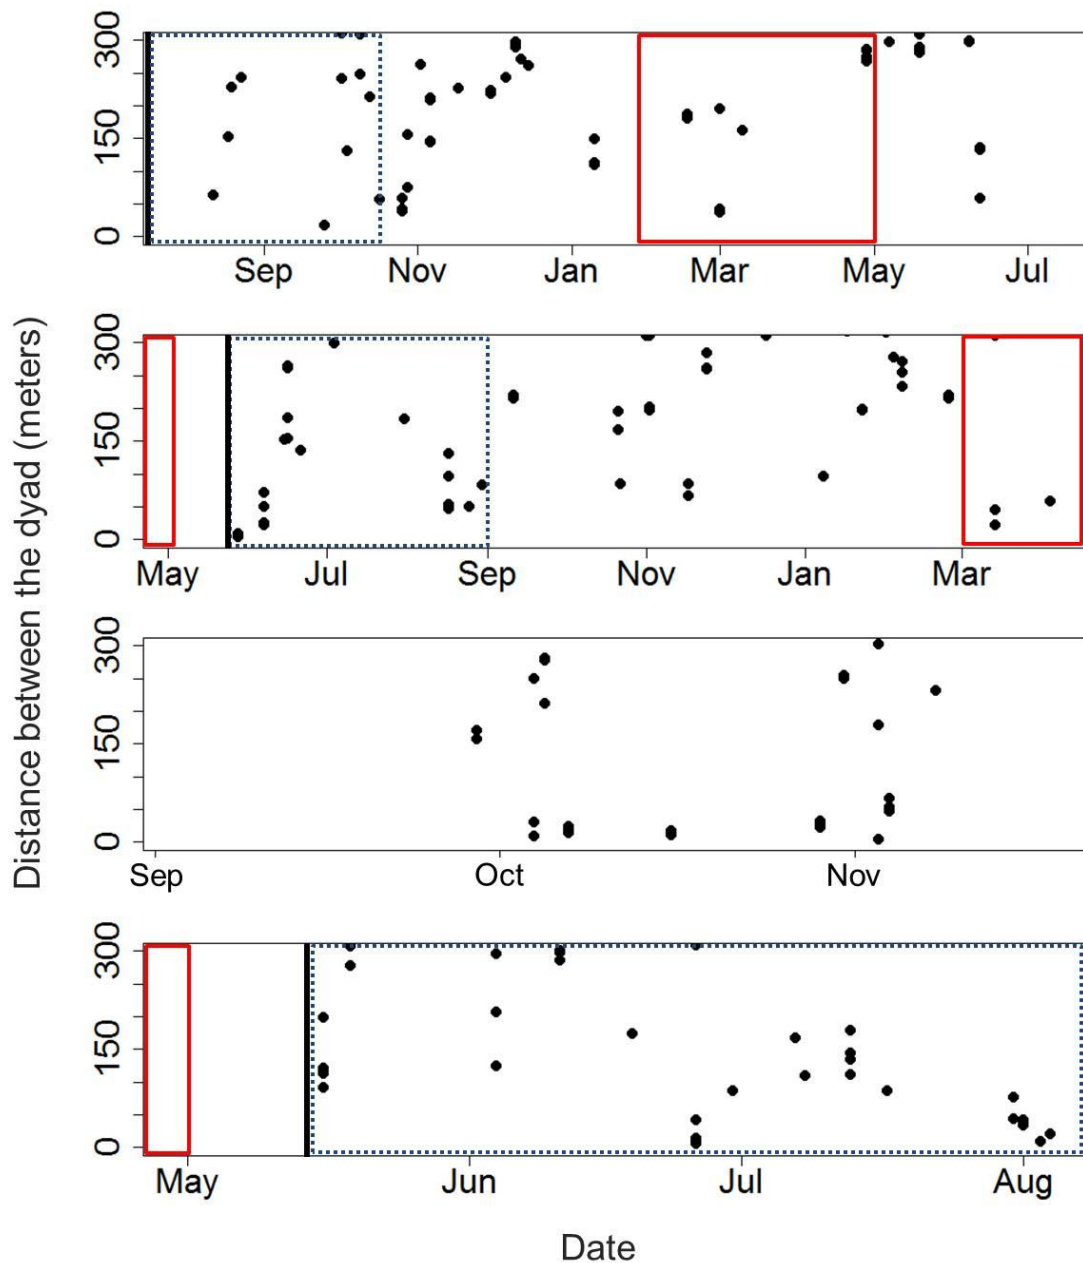 Distance between the dyad (meters)
300
150
0
Sep Nov Jan Mar May Jul
300
150
0
May Jul Sep Nov Jan Mar
300
150
0
Sep Oct Nov
300
150
0
May Jun Jul Aug
Date